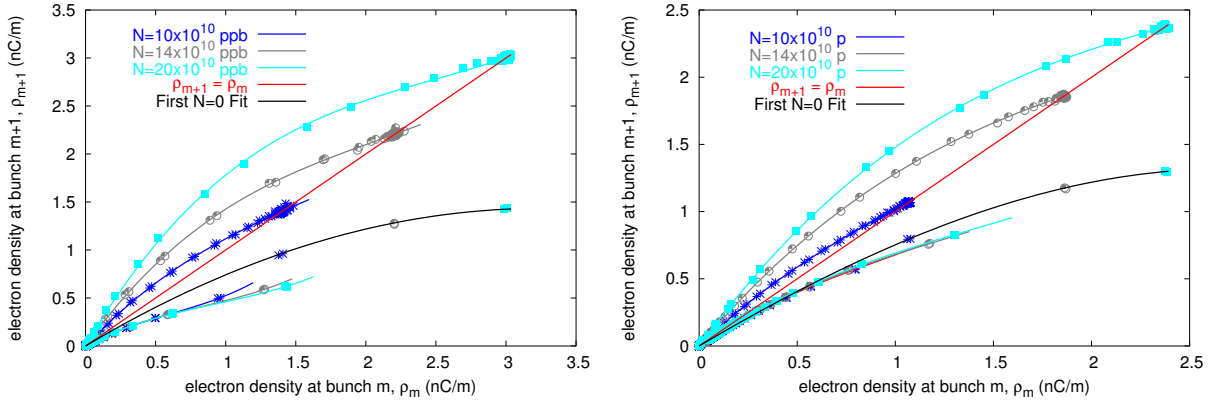 electron density at bunch m+1, ρm+1 (nC/m)
3.5
3
2.5
2
1.5
1
0.5
0
N=10x10^10 ppb
N=14x10^10 ppb
N=20x10^10 ppb
ρm+1 = ρm
First N=0 Fit
0 0.5 1 1.5 2 2.5 3 3.5
electron density at bunch m, ρm (nC/m)
electron density at bunch m+1, ρm+1 (nC/m)
2.5
2
1.5
1
0.5
0
N=10x10^10 p
N=14x10^10 p
N=20x10^10 p
ρm+1 = ρm
First N=0 Fit
0 0.5 1 1.5 2 2.5
electron density at bunch m, ρm (nC/m)